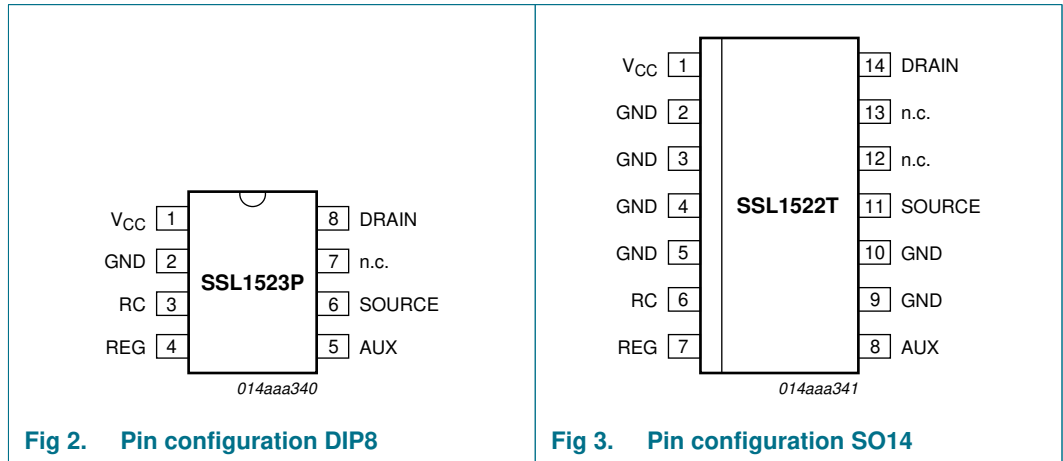 VCC 1 8 DRAIN
GND 2 7 n.c.
SSL1523P
RC 3 6 SOURCE
REG 4 5 AUX
014aaa340
Fig 2. Pin configuration DIP8
VCC 1 14 DRAIN
GND 2 13 n.c.
GND 3 12 n.c.
GND 4 SSL1522T 11 SOURCE
GND 5 10 GND
RC 6 9 GND
REG 7 8 AUX
014aaa341
Fig 3. Pin configuration SO14